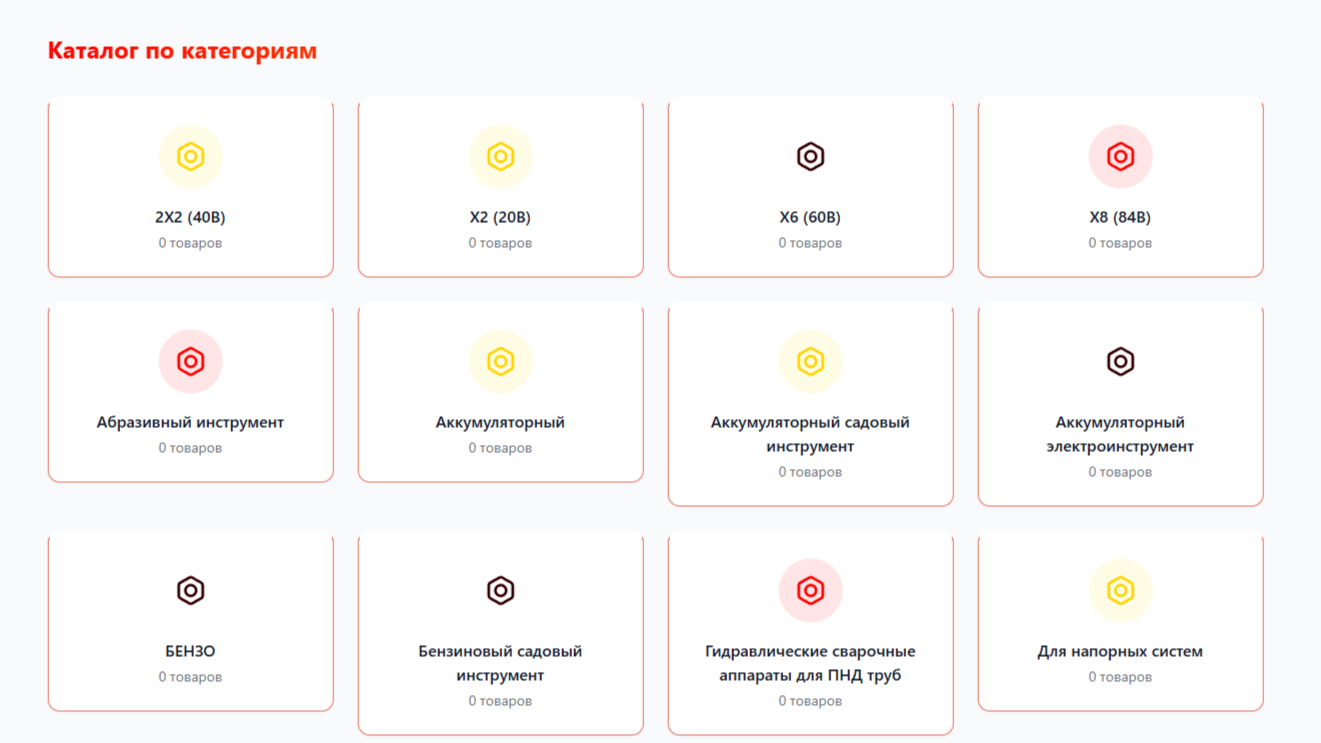 Каталог по категориям
2X2 (40В)
X2 (20В)
X6 (60В)
X8 (84В)
0 товаров
0 товаров
0 товаров
0 товаров
Абразивный инструмент
0 товаров
Аккумуляторный
0 товаров
Аккумуляторный садовый
инструмент
0 товаров
Аккумуляторный
электроинструмент
0 товаров
БЕНЗО
0 товаров
Бензиновый садовый
инструмент
0 товаров
Гидравлические сварочные
аппараты для ПНД труб
0 товаров
Для напорных систем
0 товаров